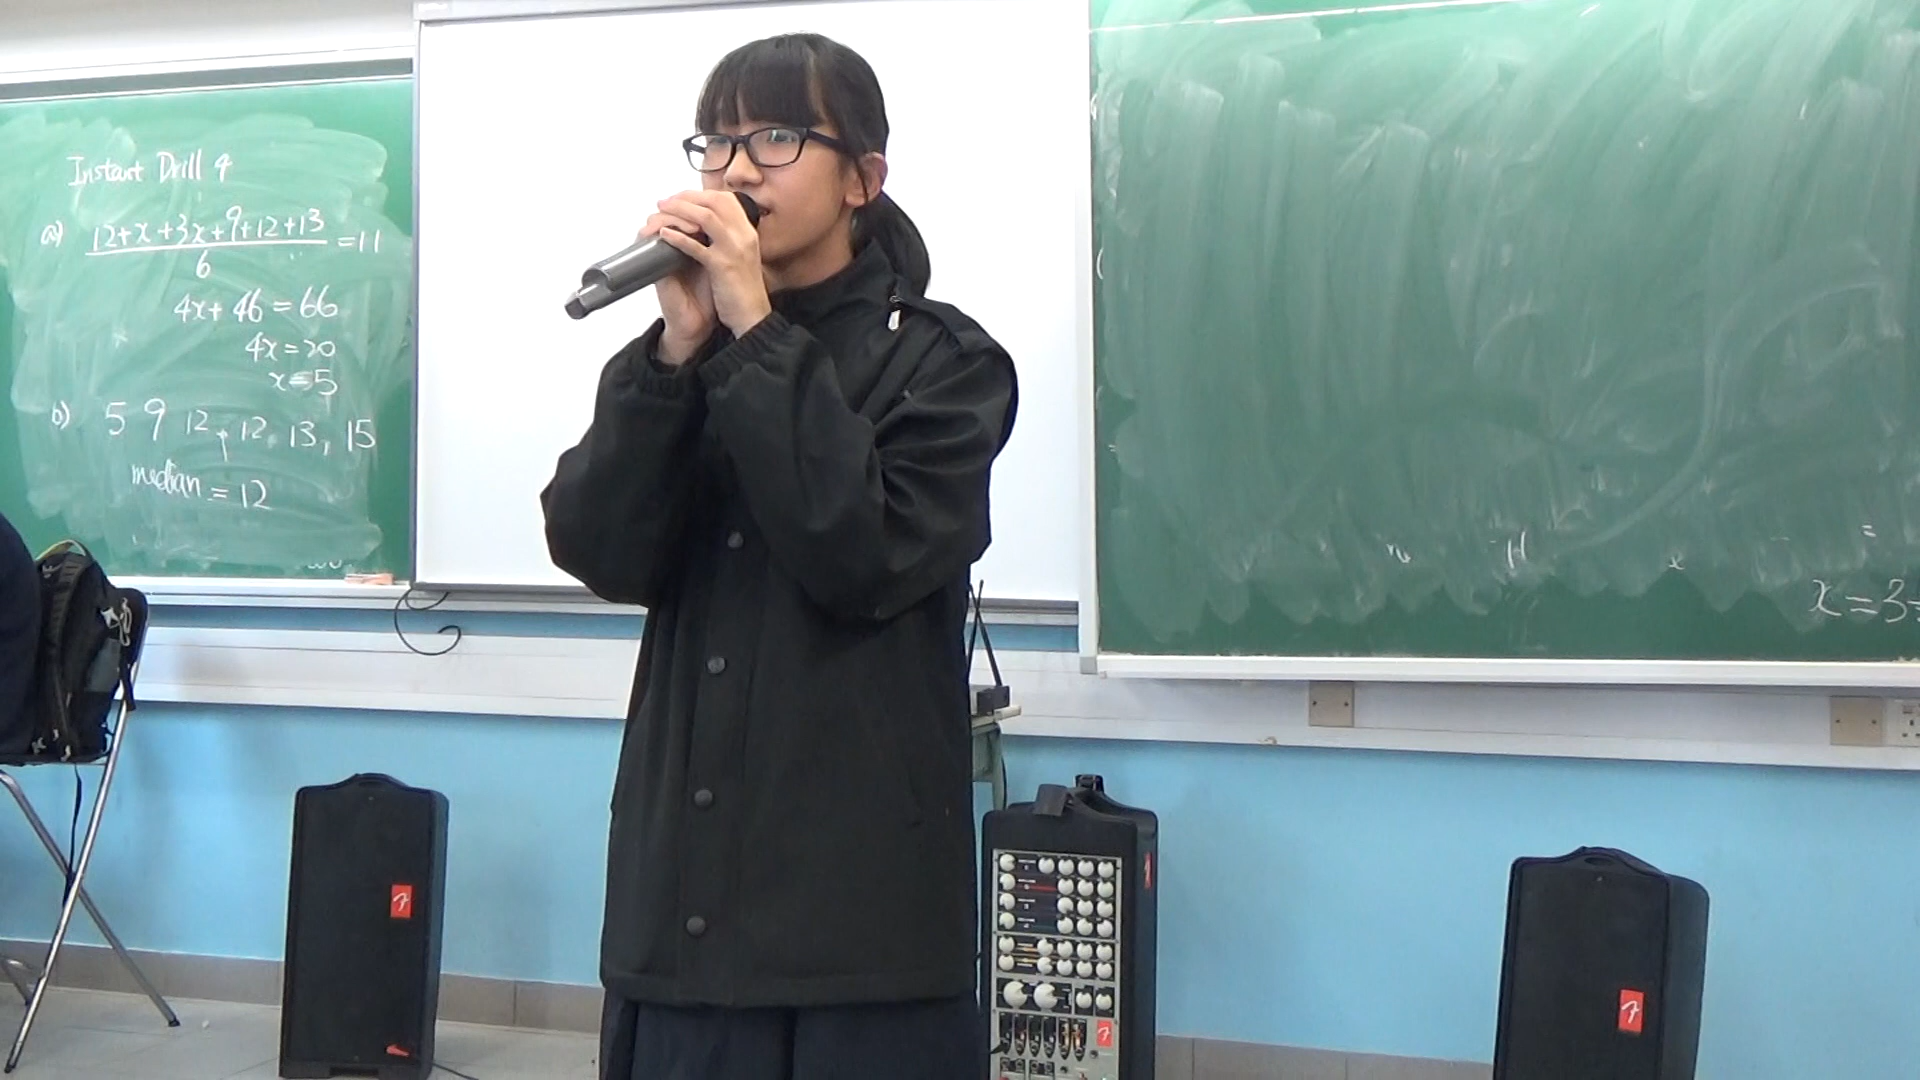 Instant Drill 4
a) 12+x+3x+9+12+13
6
=11
4x+46=66
4x=20
x=5
b) 5 9 12, 12, 13, 15
median = 12
x=3